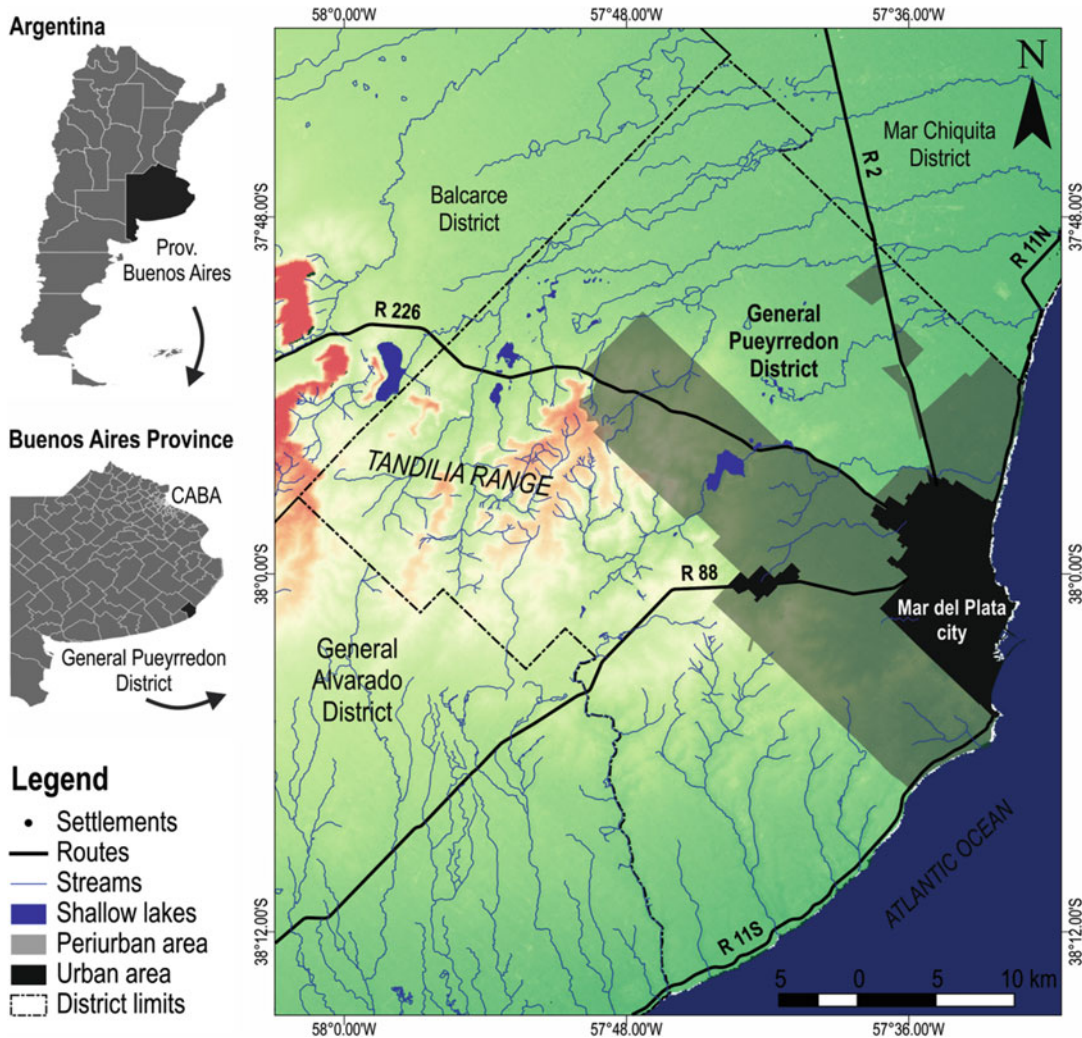 Argentina
Prov.
Buenos Aires
Buenos Aires Province
CABA
General Pueyrredon
District
Legend
Settlements
Routes
Streams
Shallow lakes
Periurban area
Urban area
District limits
58°0.00'W
57°48.00'W
57°36.00'W
N
Mar Chiquita
District
R 2
Balcarce
District
37°48.00'S
37°48.00'S
R 11N
R 226
General
Pueyrredon
District
TANDILIA RANGE
38°0.00'S
38°0.00'S
R 88
Mar del Plata
city
General
Alvarado
District
ATLANTIC OCEAN
38°12.00'S
38°12.00'S
R 11S
5 0 5 10 km
58°0.00'W
57°48.00'W
57°36.00'W